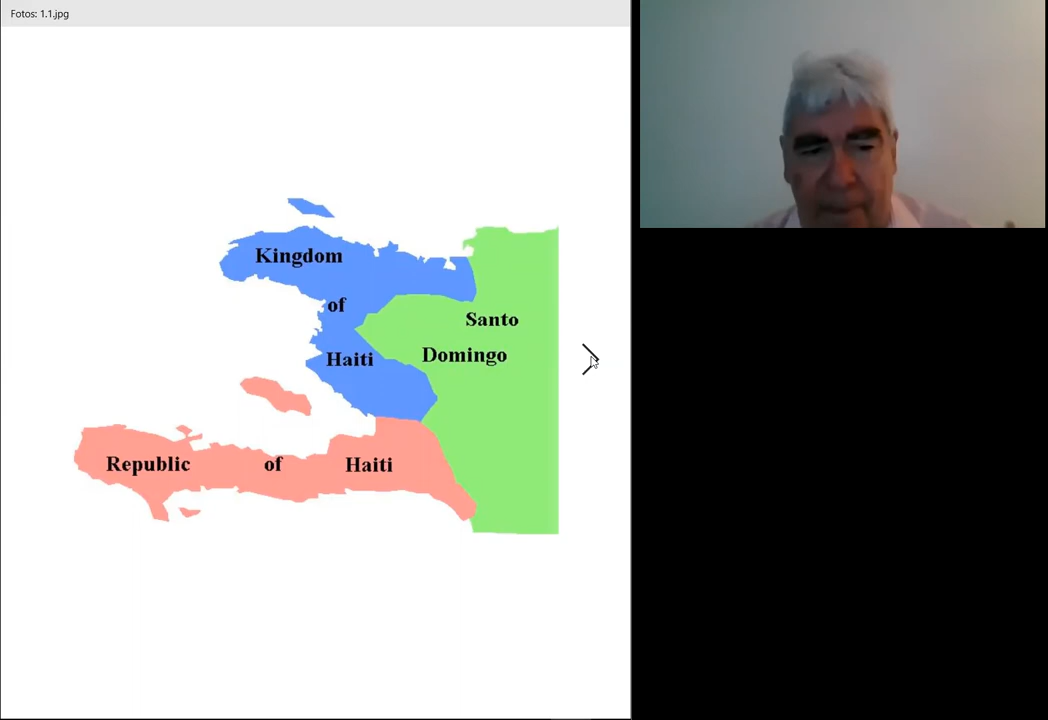 Fotos: 1.1.jpg
Kingdom
of
Haiti
Santo
Domingo
Republic of Haiti